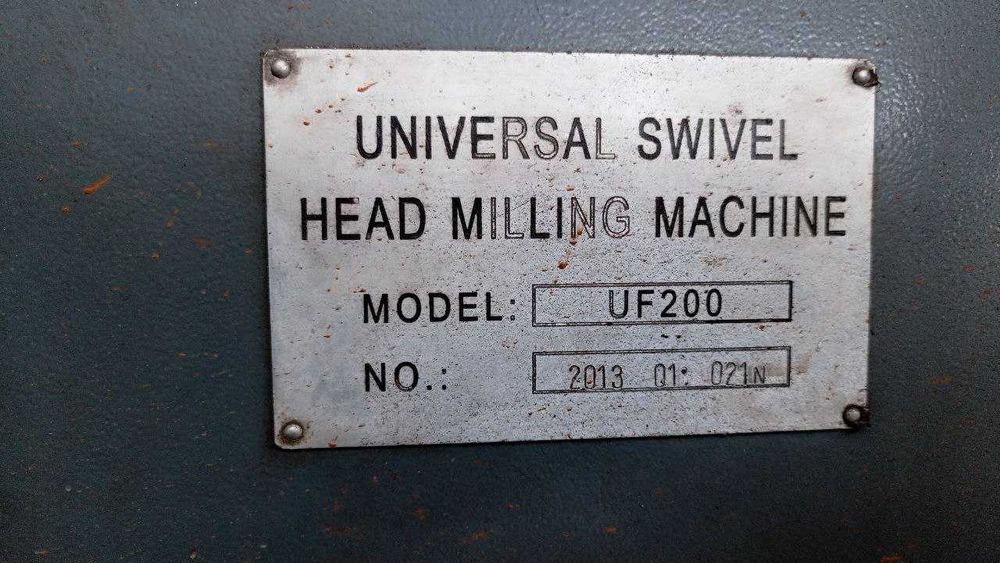 UNIVERSAL SWIVEL
HEAD MILLING MACHINE
MODEL: UF200
NO.: 2013 01: 021N